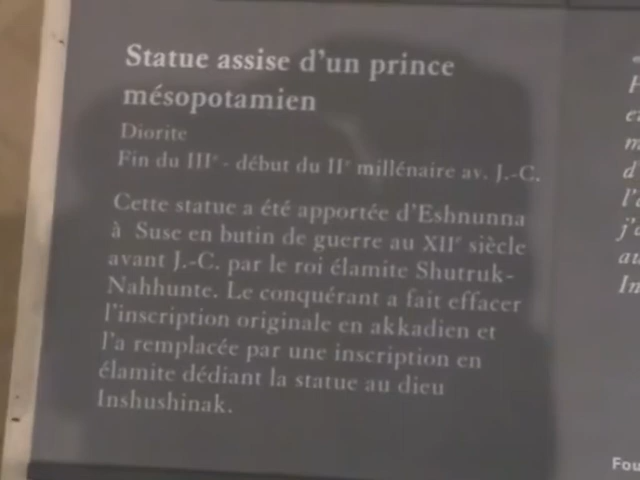 Statue assise d'un prince
mésopotamien
Diorite
Fin du IIIe - début du IIe millénaire av. J.-C.
Cette statue a été apportée d'Eshnunna
à Suse en butin de guerre au XIIe siècle
avant J.-C. par le roi élamite Shutruk-
Nahhunte. Le conquérant a fait effacer
l'inscription originale en akkadien et
l'a remplacée par une inscription en
élamite dédiant la statue au dieu
Inshushinak.